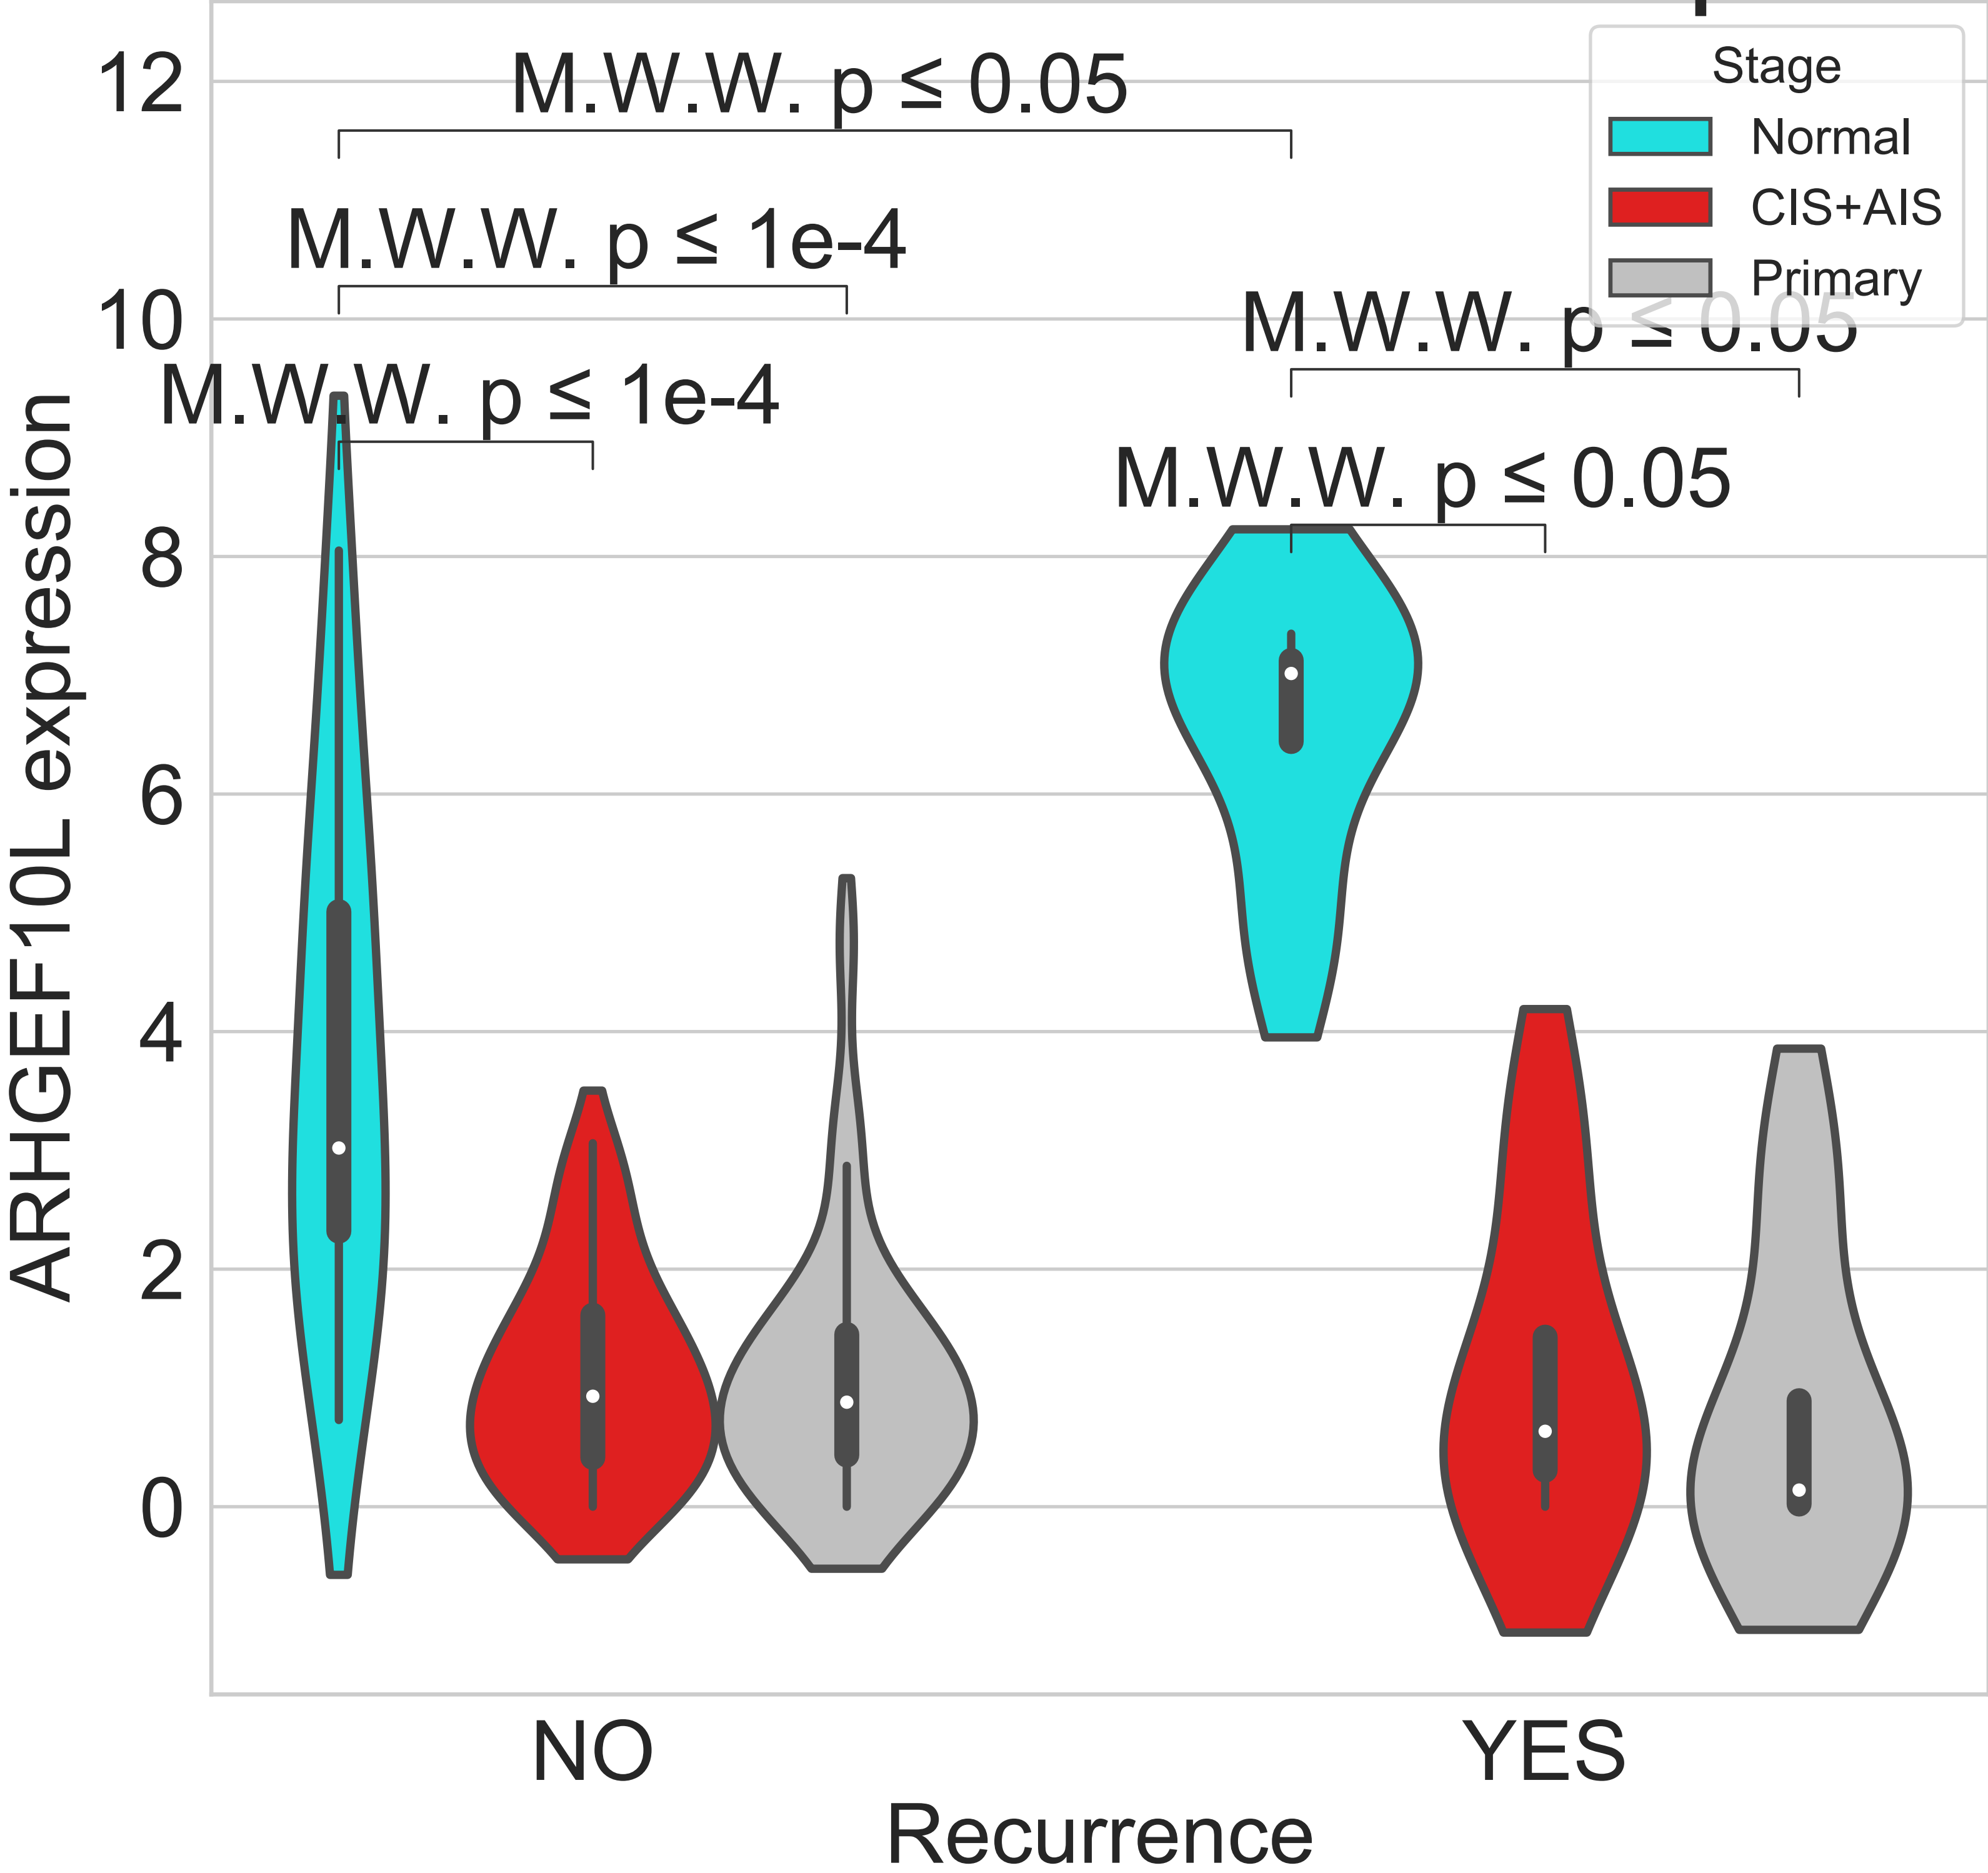 12
M.W.W. p ≤ 0.05
Stage
Normal
CIS+AIS
Primary
M.W.W. p ≤ 1e-4
10
M.W.W. p ≤ 0.05
M.W.W. p ≤ 1e-4
M.W.W. p ≤ 0.05
8
6
4
2
0
ARHGEF10L expression
NO
YES
Recurrence